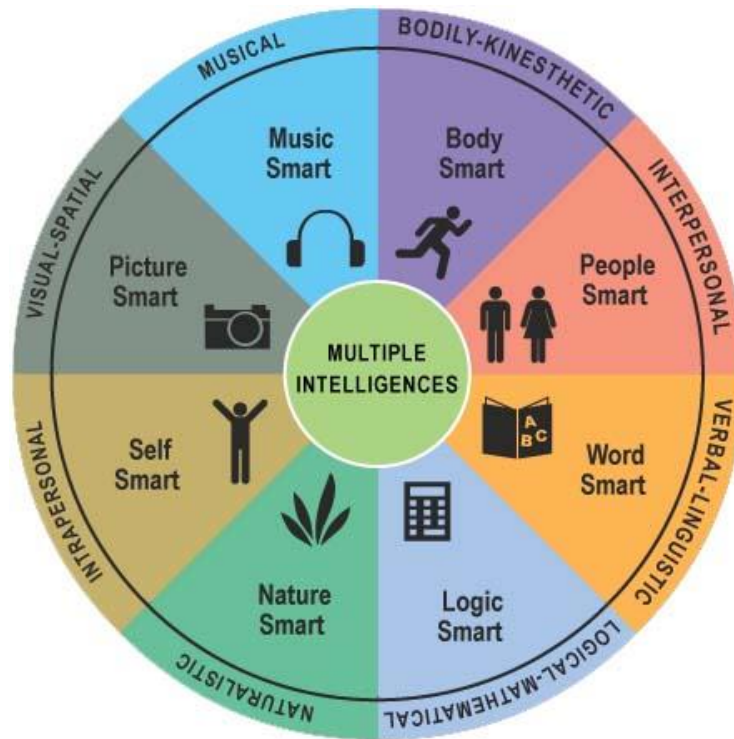 MUSICAL
Music
Smart
BODILY-KINESTHETIC
Body
Smart
INTERPERSONAL
People
Smart
VERBAL-LINGUISTIC
A
B C
Word
Smart
LOGICAL-MATHEMATICAL
Logic
Smart
NATURALISTIC
Nature
Smart
INTRAPERSONAL
Self
Smart
VISUAL-SPATIAL
Picture
Smart
MULTIPLE
INTELLIGENCES